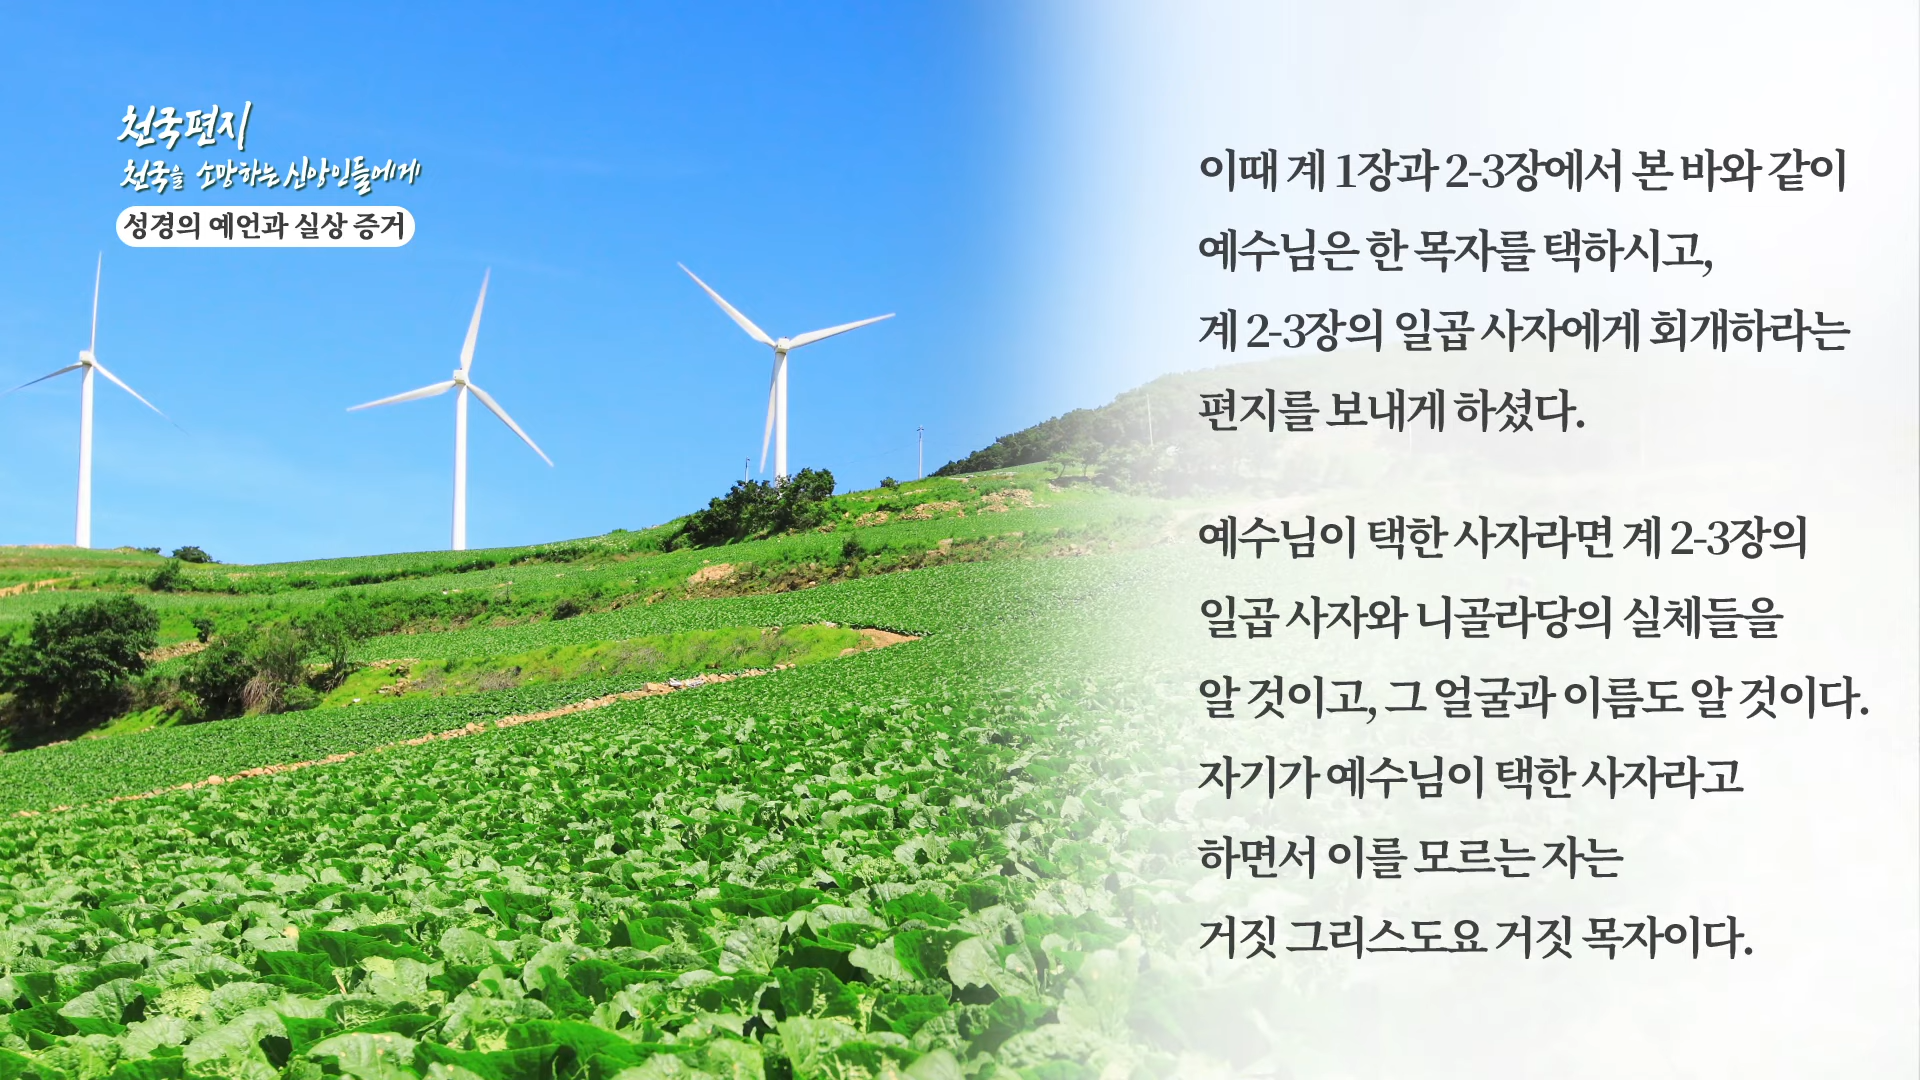 천국편지
천국을 소망하는 신앙인들에게
성경의 예언과 실상 증거
이때 계 1장과 2-3장에서 본 바와 같이
예수님은 한 목자를 택하시고,
계 2-3장의 일곱 사자에게 회개하라는
편지를 보내게 하셨다.
예수님이 택한 사자라면 계 2-3장의
일곱 사자와 니골라당의 실체들을
알 것이고, 그 얼굴과 이름도 알 것이다.
자기가 예수님이 택한 사자라고
하면서 이를 모르는 자는
거짓 그리스도요 거짓 목자이다.